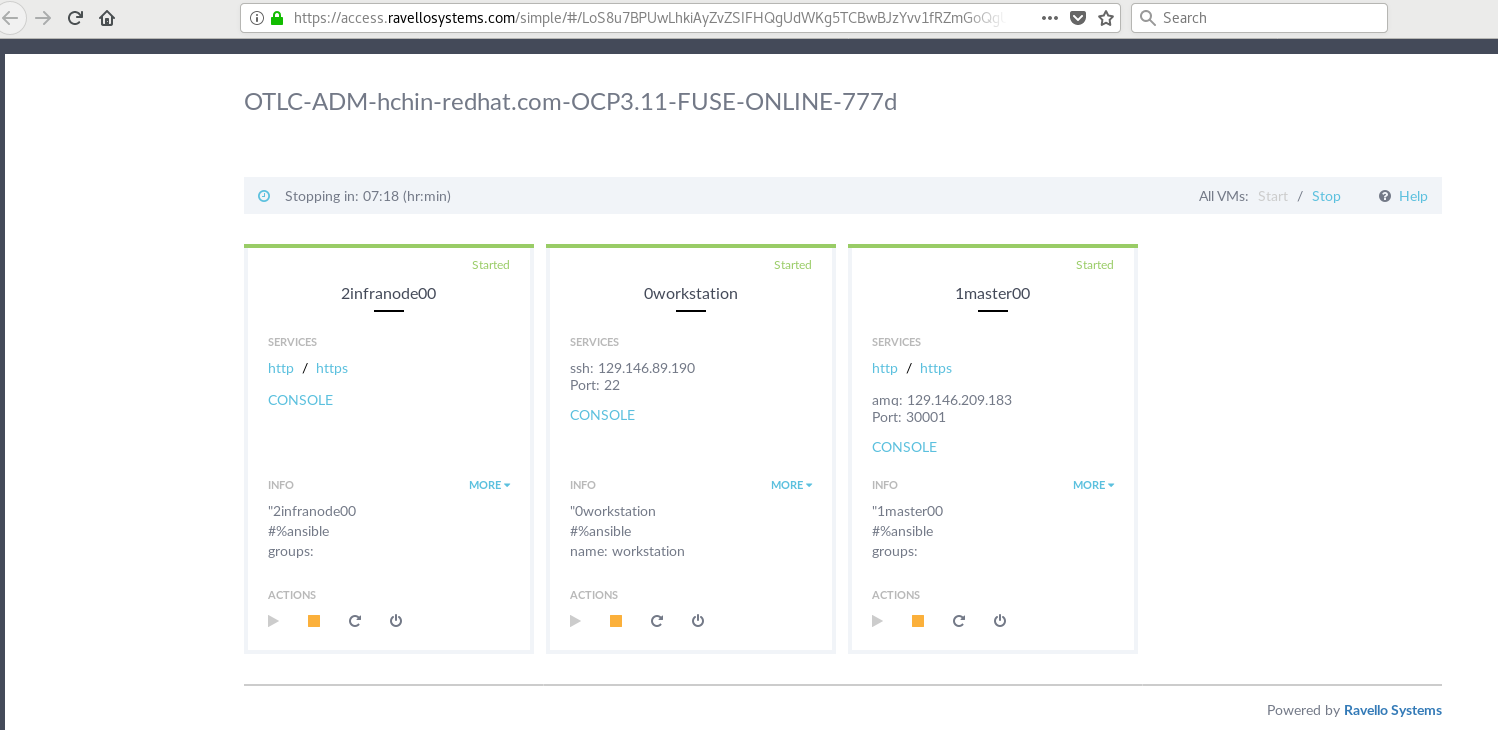 https://access.ravellosystems.com/simple/#/LoS8u7BPUwLhkiAyZvZSIFHQgUdWKg5TCBwBJzYvv1fRZmGoQg
Search
OTLC-ADM-hchin-redhat.com-OCP3.11-FUSE-ONLINE-777d
Stopping in: 07:18 (hr:min)
All VMs: Start / Stop
Help
Started
2infranode00
SERVICES
http / https
CONSOLE
INFO
MORE
"2infranode00
#%ansible
groups:
ACTIONS
Started
0workstation
SERVICES
ssh: 129.146.89.190
Port: 22
CONSOLE
INFO
MORE
"0workstation
#%ansible
name: workstation
ACTIONS
Started
1master00
SERVICES
http / https
amq: 129.146.209.183
Port: 30001
CONSOLE
INFO
MORE
"1master00
#%ansible
groups:
ACTIONS
Powered by Ravello Systems